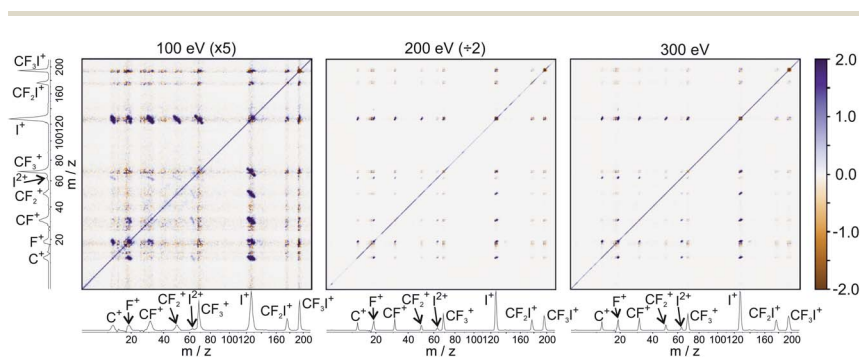 100 eV (x5)
200 eV (÷2)
300 eV
CF₃I⁺
CF₂I⁺
I⁺
CF₃⁺
I²⁺
CF₂⁺
CF⁺
F⁺
C⁺
200
160
120
100
80
60
40
20
m / z
2.0
1.0
0.0
-1.0
-2.0
C⁺ F⁺ CF⁺ CF₂⁺ I²⁺ CF₃⁺ I⁺ CF₂I⁺ CF₃I⁺
C⁺ F⁺ CF⁺ CF₂⁺ I²⁺ CF₃⁺ I⁺ CF₂I⁺ CF₃I⁺
C⁺ F⁺ CF⁺ CF₂⁺ I²⁺ CF₃⁺ I⁺ CF₂I⁺ CF₃I⁺
20 40 60 80 100 120 160 200
20 40 60 80 100 120 160 200
20 40 60 80 100 120 160 200
m / z
m / z
m / z